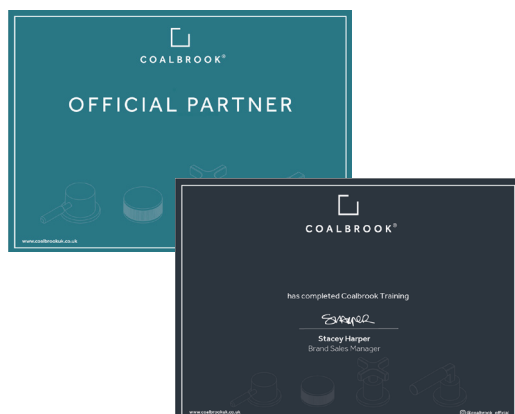 COALBROOK®
OFFICIAL PARTNER
www.coalbrookuk.co.uk
COALBROOK®
has completed Coalbrook Training
SHarper
Stacey Harper
Brand Sales Manager
www.coalbrookuk.co.uk
@coalbrook_official